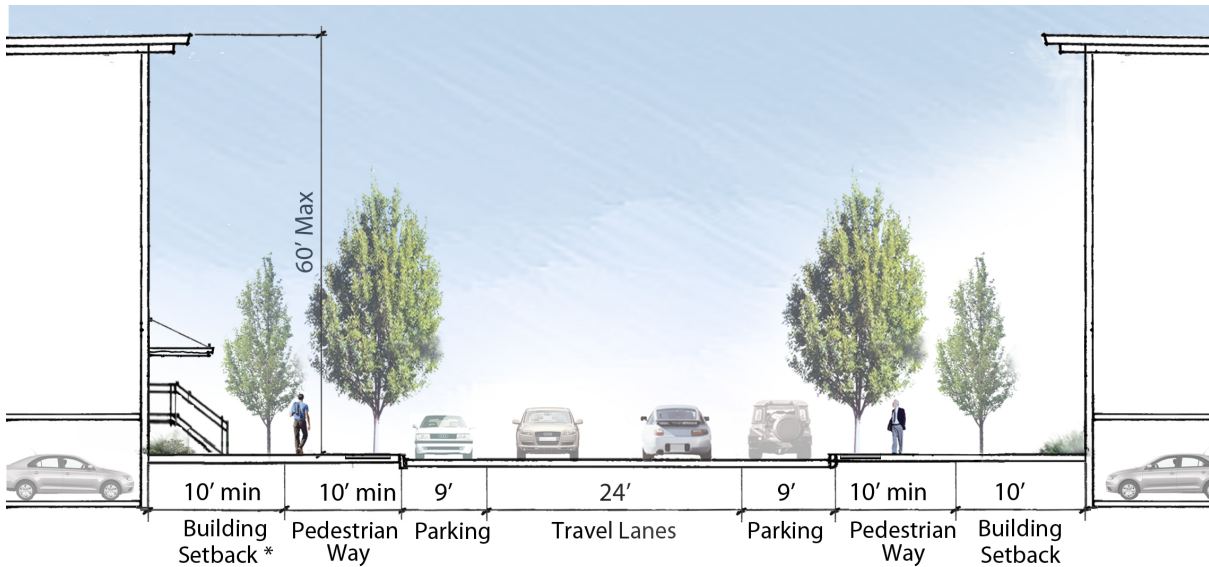 60’ Max
10’ min
10’ min
9’
24’
9’
10’ min
10’
Building
Setback *
Pedestrian
Way
Parking
Travel Lanes
Parking
Pedestrian
Way
Building
Setback